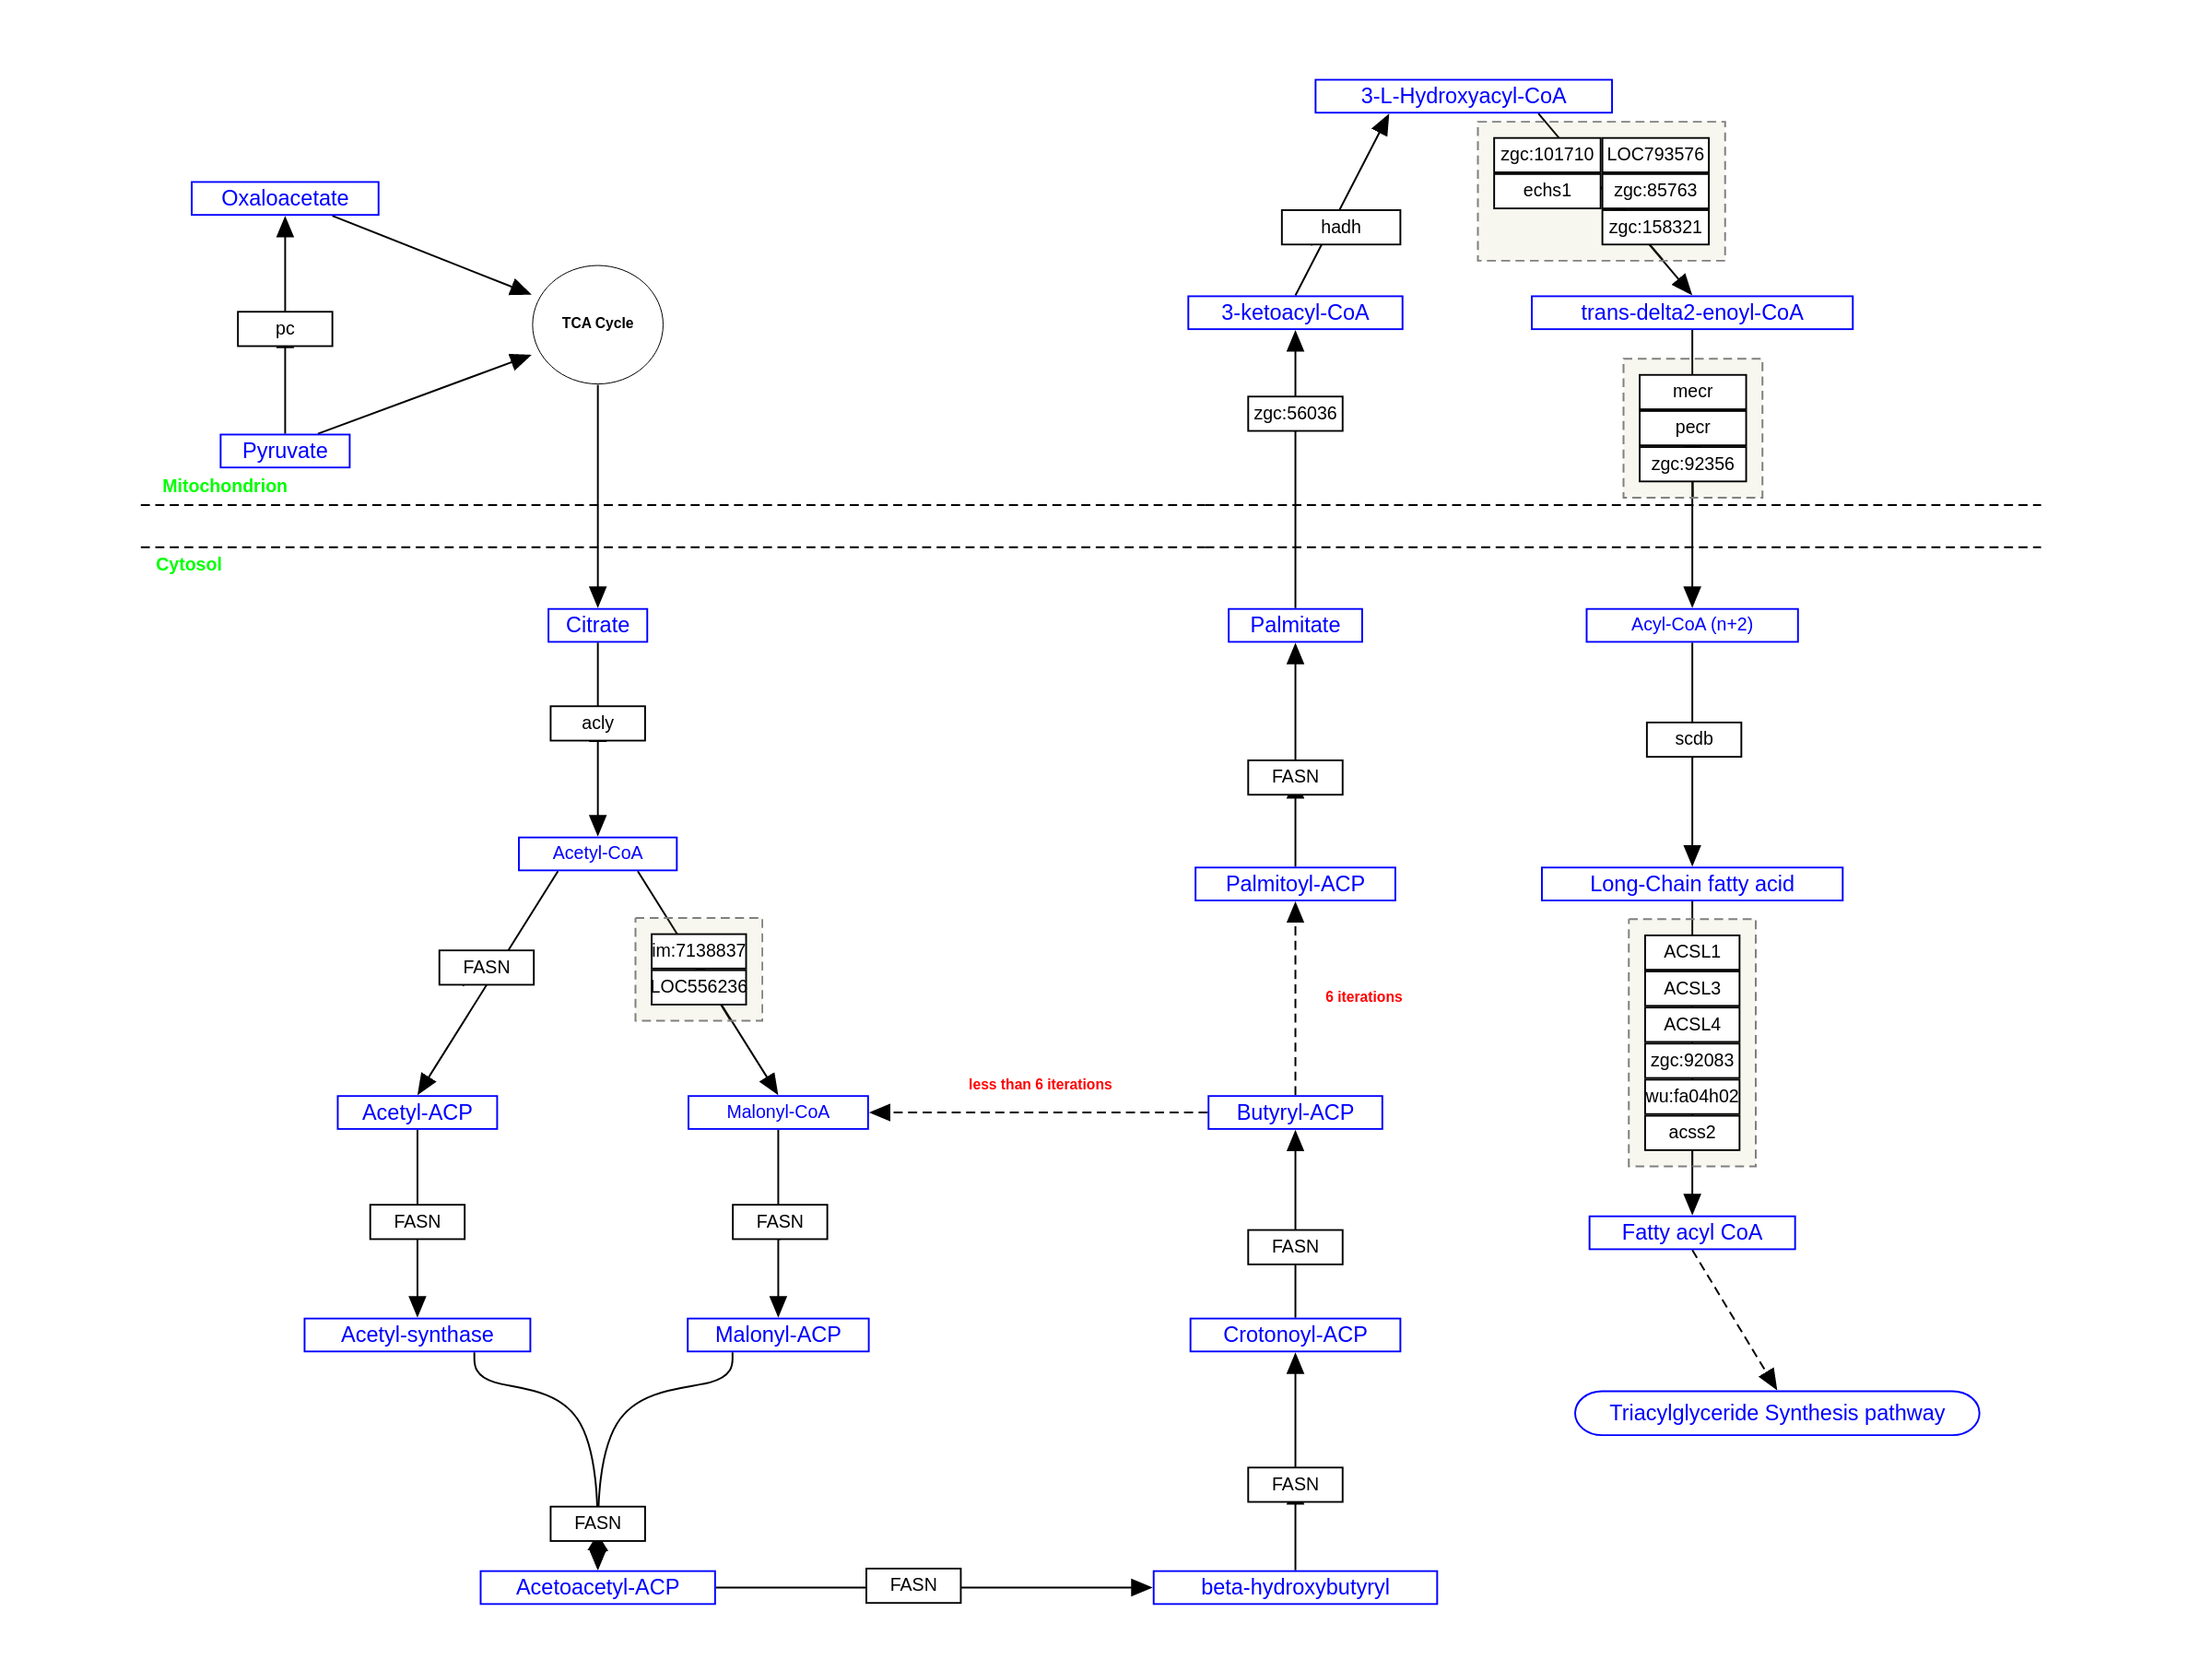 3-L-Hydroxyacyl-CoA
zgc:101710
LOC793576
echs1
zgc:85763
zgc:158321
Oxaloacetate
hadh
pc
TCA Cycle
3-ketoacyl-CoA
trans-delta2-enoyl-CoA
zgc:56036
mecr
pecr
zgc:92356
Pyruvate
Mitochondrion
Cytosol
Citrate
Palmitate
Acyl-CoA (n+2)
acly
scdb
FASN
Acetyl-CoA
Palmitoyl-ACP
Long-Chain fatty acid
FASN
im:7138837
LOC556236
6 iterations
ACSL1
ACSL3
ACSL4
zgc:92083
wu:fa04h02
acss2
less than 6 iterations
Acetyl-ACP
Malonyl-CoA
Butyryl-ACP
FASN
FASN
FASN
Fatty acyl CoA
Acetyl-synthase
Malonyl-ACP
Crotonoyl-ACP
Triacylglyceride Synthesis pathway
FASN
FASN
Acetoacetyl-ACP
FASN
beta-hydroxybutyryl